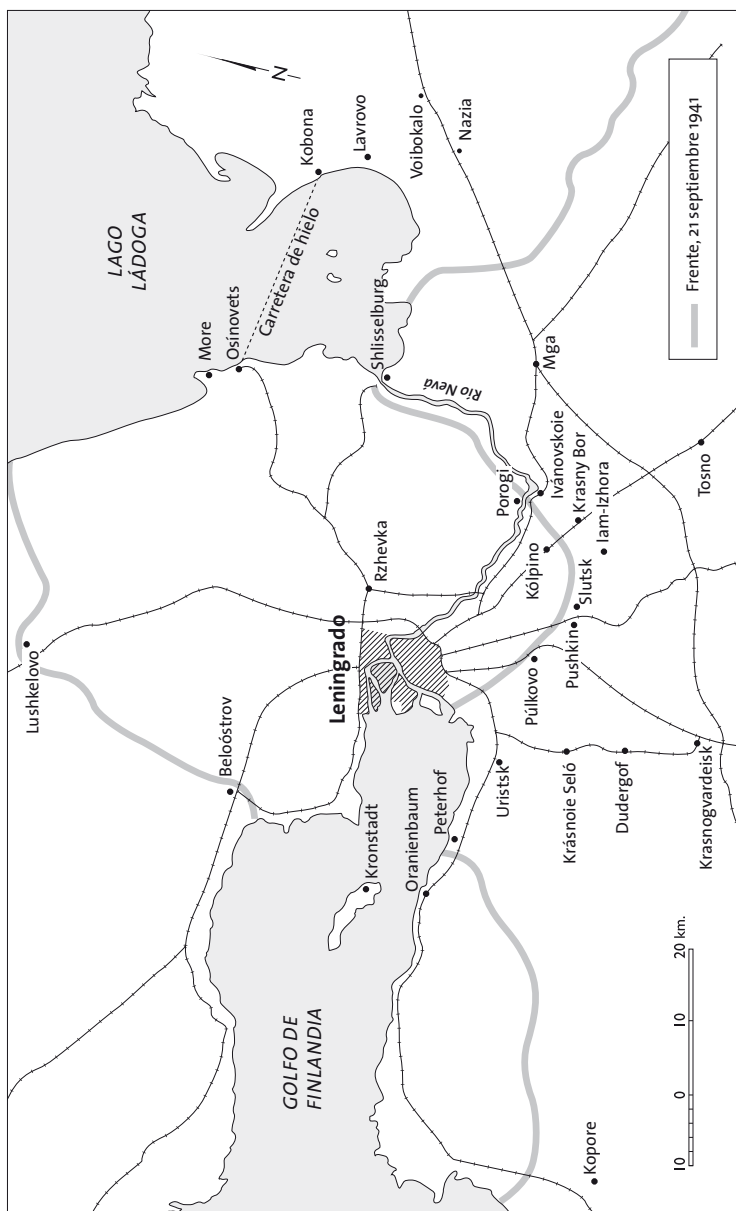 LAGO
LÁDOGA
GOLFO DE
FINLANDIA
Lushkelovo
Beloóstrov
More
Osinovets
Carretera de hielo
Kobona
Lavrovo
Voibokalo
Nazia
N
Shlisselburg
Río Nevá
Mga
Rzhevka
Leningrado
Kronstadt
Oranienbaum
Peterhof
Uristsk
Krásnoie Seló
Dudergof
Krasnogvardeisk
Púlkovo
Pushkin
Slutsk
Kólpino
Iam-Izhora
Krasny Bor
Ivánovskoie
Porogi
Tosno
Kopore
10 0 10 20 km.
Frente, 21 septiembre 1941